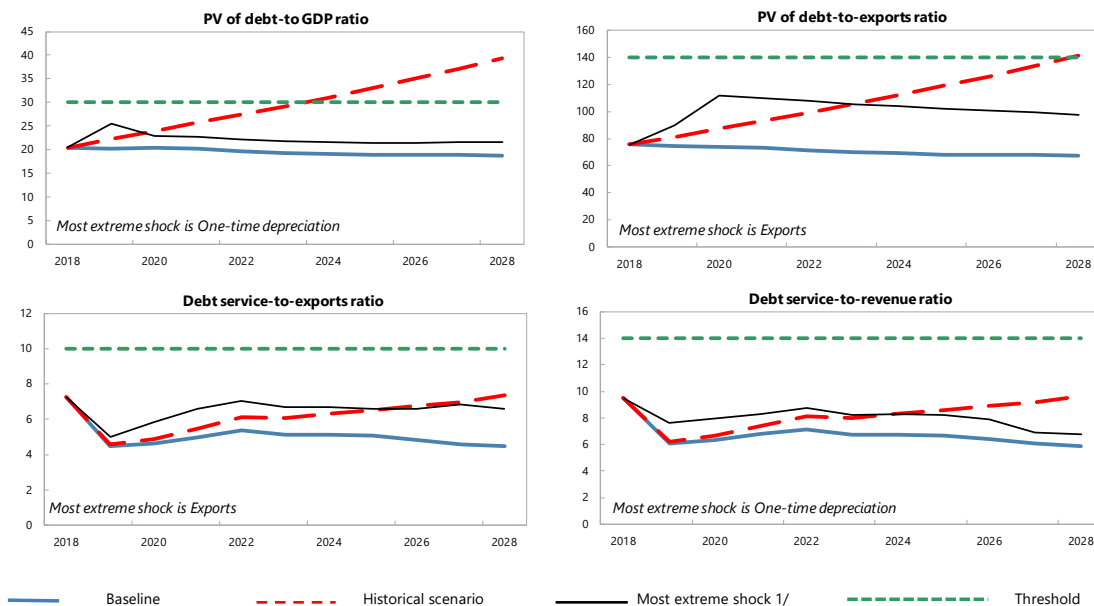 PV of debt-to GDP ratio
45
40
35
30
25
20
15
10
5
0
Most extreme shock is One-time depreciation
2018 2020 2022 2024 2026 2028
PV of debt-to-exports ratio
160
140
120
100
80
60
40
20
0
Most extreme shock is Exports
2018 2020 2022 2024 2026 2028
Debt service-to-exports ratio
12
10
8
6
4
2
0
Most extreme shock is Exports
2018 2020 2022 2024 2026 2028
Debt service-to-revenue ratio
16
14
12
10
8
6
4
2
0
Most extreme shock is One-time depreciation
2018 2020 2022 2024 2026 2028
Baseline Historical scenario Most extreme shock 1/ Threshold